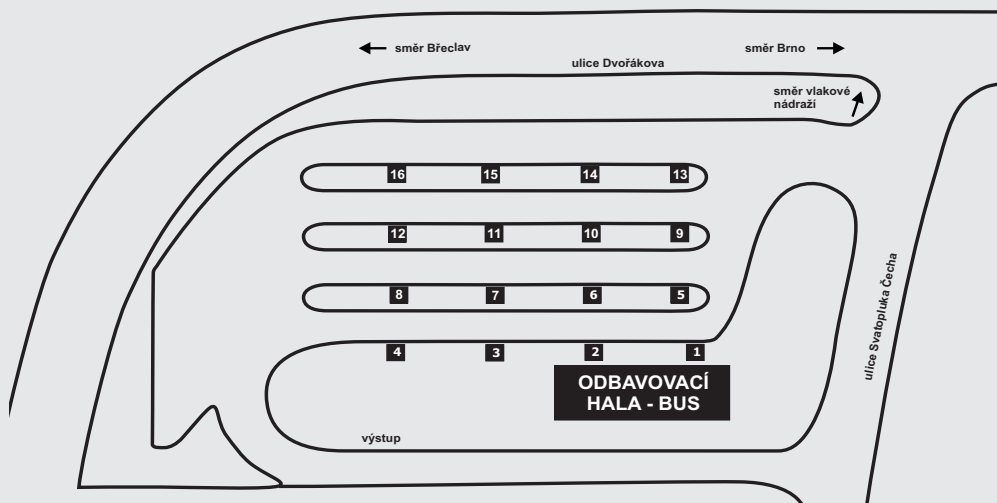 směr Břeclav
směr Brno
ulice Dvořákova
směr vlakové
nádraží
16
15
14
13
12
11
10
9
8
7
6
5
4
3
2
1
ODBAVOVACÍ
HALA - BUS
ulice Svatopluka Čecha
výstup